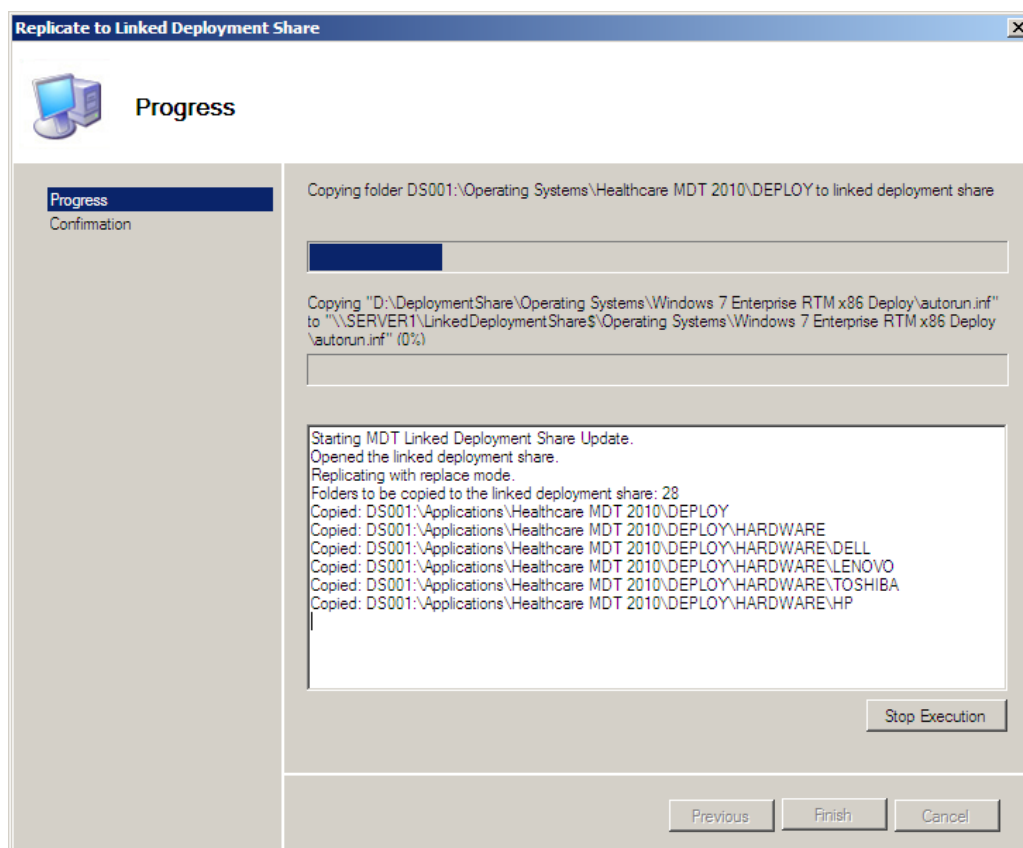 Replicate to Linked Deployment Share
Progress
Progress
Confirmation
Copying folder DS001:\Operating Systems\Healthcare MDT 2010\DEPLOY to linked deployment share
Copying "D:\DeploymentShare\Operating Systems\Windows 7 Enterprise RTM x86 Deploy\autorun.inf"
to "\\SERVER1\LinkedDeploymentShare$\Operating Systems\Windows 7 Enterprise RTM x86 Deploy
\autorun.inf" (0%)
Starting MDT Linked Deployment Share Update.
Opened the linked deployment share.
Replicating with replace mode.
Folders to be copied to the linked deployment share: 28
Copied: DS001:\Applications\Healthcare MDT 2010\DEPLOY
Copied: DS001:\Applications\Healthcare MDT 2010\DEPLOY\HARDWARE
Copied: DS001:\Applications\Healthcare MDT 2010\DEPLOY\HARDWARE\DELL
Copied: DS001:\Applications\Healthcare MDT 2010\DEPLOY\HARDWARE\LENOVO
Copied: DS001:\Applications\Healthcare MDT 2010\DEPLOY\HARDWARE\TOSHIBA
Copied: DS001:\Applications\Healthcare MDT 2010\DEPLOY\HARDWARE\HP
Stop Execution
Previous
Finish
Cancel